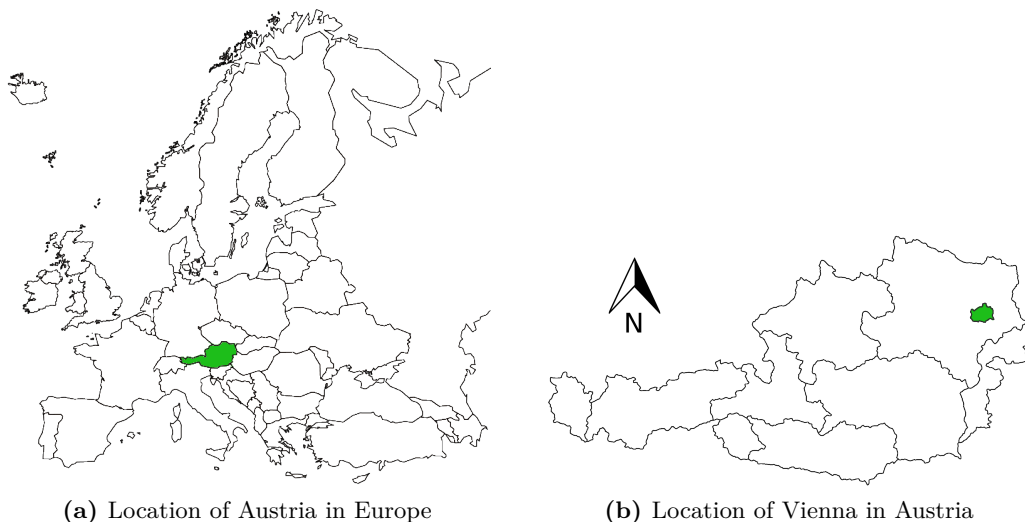 N
(a) Location of Austria in Europe
(b) Location of Vienna in Austria